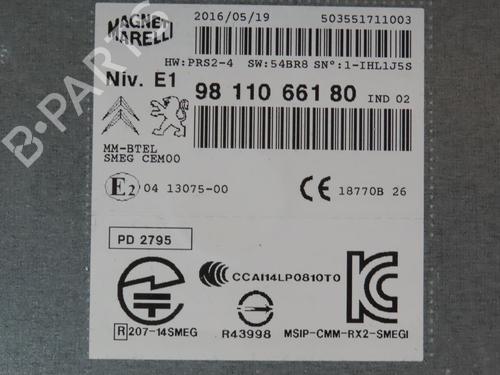 MAGNETI MARELLI
2016/05/19 503551711003
HW:PRS2-4 SW:54BR8 SN°:1-IHL1J5S
Niv. E1 98 110 661 80 IND 02
MM-BTEL
SMEG CEM00
E2 04 13075-00 CE 18770B 26
PD 2795
CCAI14LP0810T0
R 207-14SMEG R43998 MSIP-CMM-RX2-SMEGI
B-PARTS